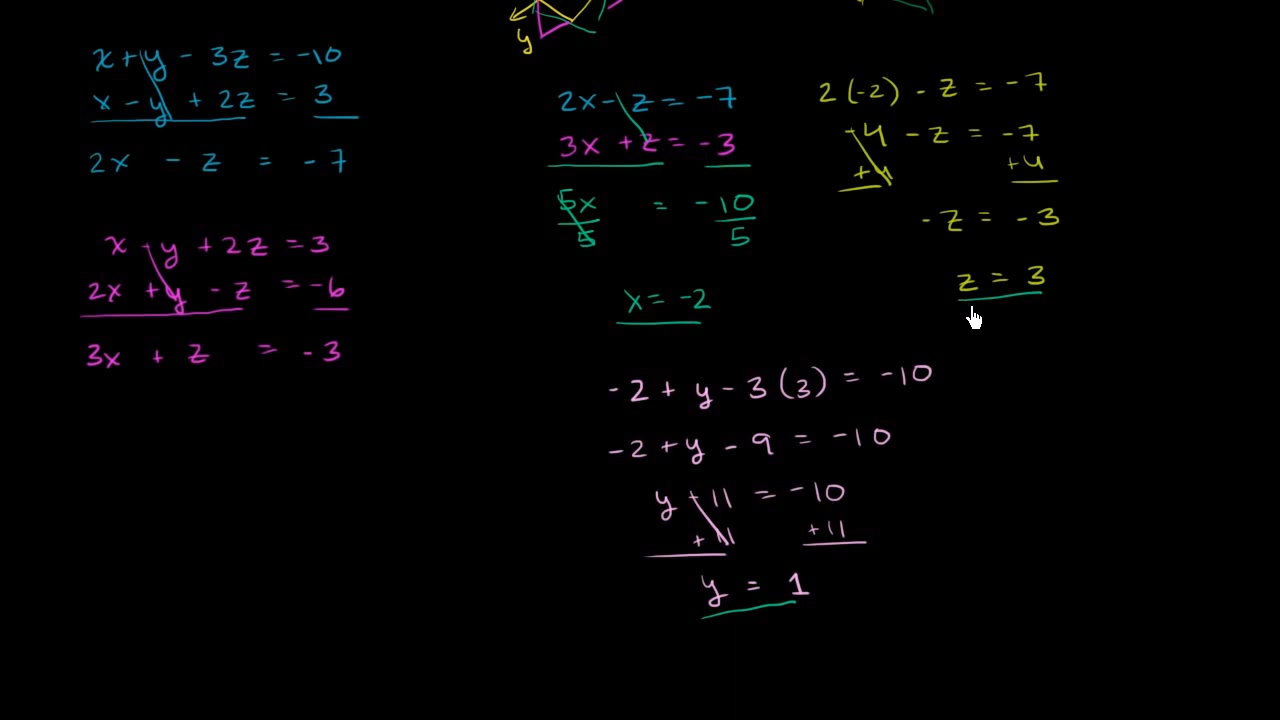 y
x + y - 3z = -10
x - y + 2z = 3
2x - z = -7
x - y + 2z = 3
2x + y - z = -6
3x + z = -3
2x - z = -7
3x + z = -3
5x = -10
5 5
x = -2
2(-2) - z = -7
-4 - z = -7
+4 +4
-z = -3
z = 3
-2 + y - 3(3) = -10
-2 + y - 9 = -10
y - 11 = -10
+11 +11
y = 1